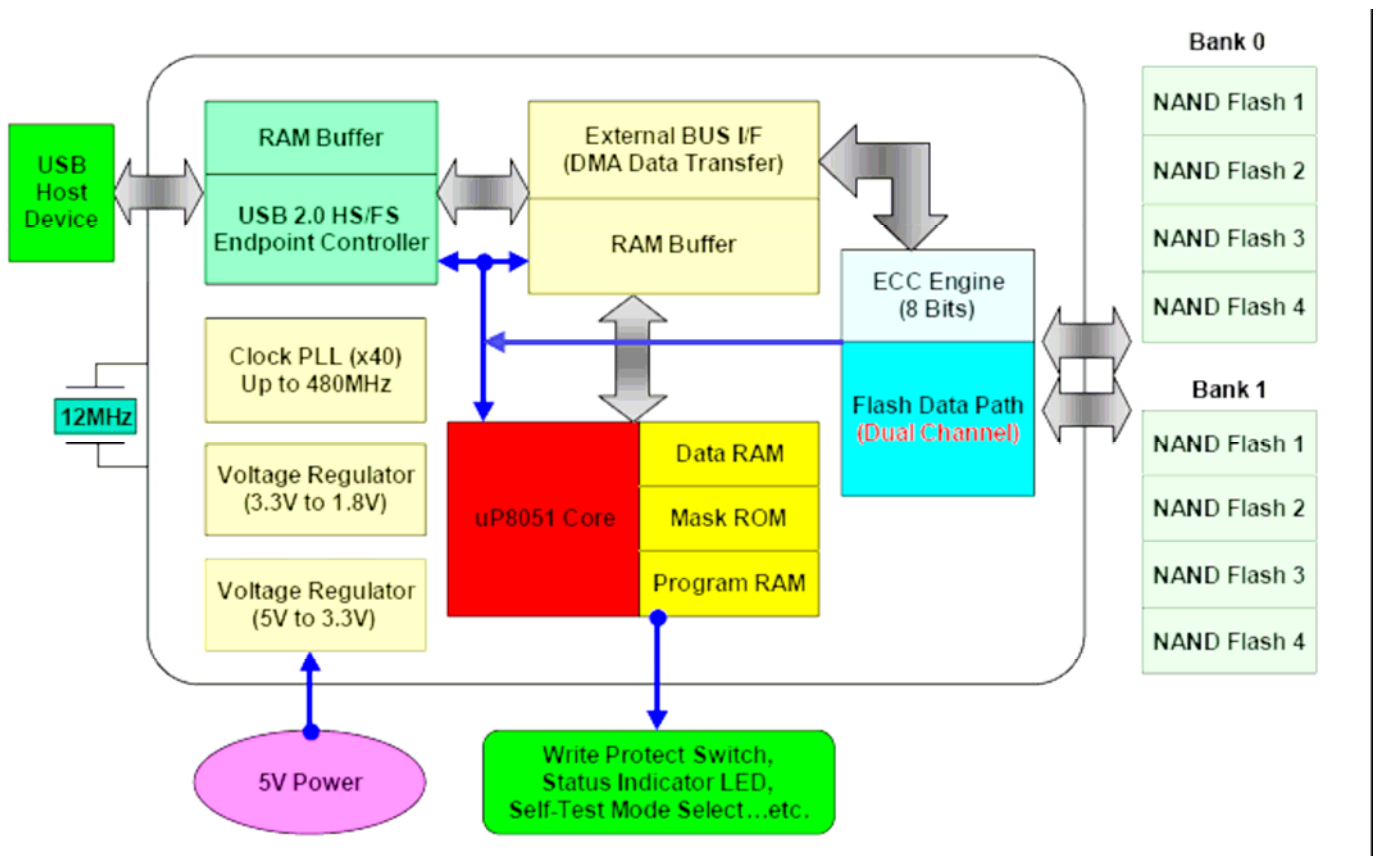 Bank 0
NAND Flash 1
NAND Flash 2
NAND Flash 3
NAND Flash 4
USB
Host
Device
RAM Buffer
USB 2.0 HS/FS
Endpoint Controller
External BUS I/F
(DMA Data Transfer)
RAM Buffer
ECC Engine
(8 Bits)
Flash Data Path
(Dual Channel)
Clock PLL (x40)
Up to 480MHz
12MHz
Voltage Regulator
(3.3V to 1.8V)
Voltage Regulator
(5V to 3.3V)
uP8051 Core
Data RAM
Mask ROM
Program RAM
Bank 1
NAND Flash 1
NAND Flash 2
NAND Flash 3
NAND Flash 4
5V Power
Write Protect Switch,
Status Indicator LED,
Self-Test Mode Select...etc.